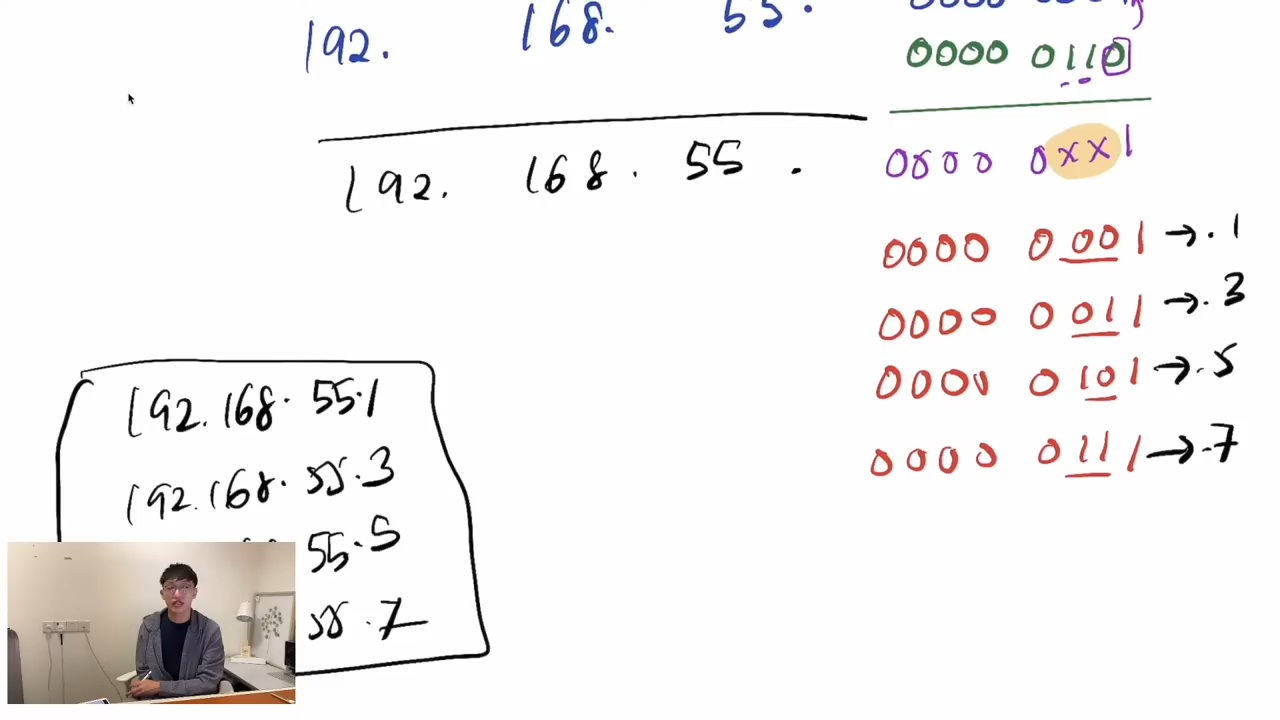 192. 168. 55.
0000 0110
192. 168. 55. 0000 0xx1
0000 0001 → .1
0000 0011 → .3
0000 0101 → .5
0000 0111 → .7
192.168.55.1
192.168.55.3
55.5
55.7